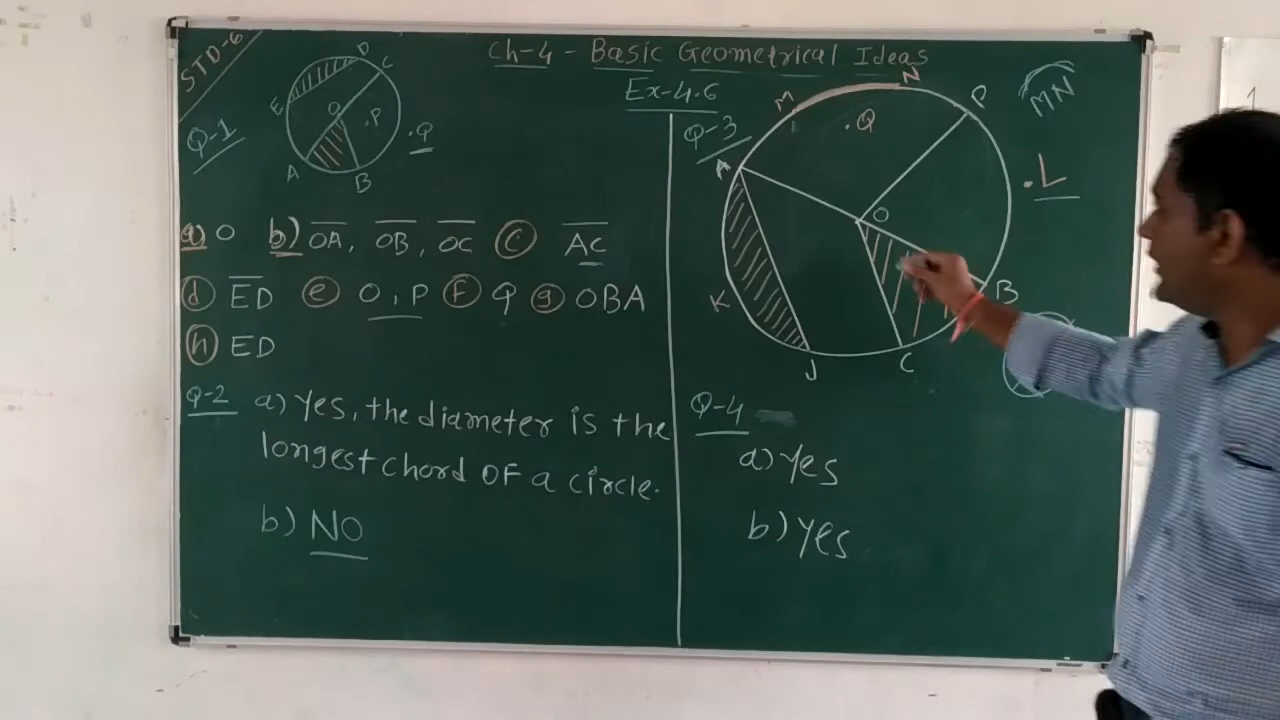 STD-6
Ch-4 - Basic Geometrical Ideas
Ex-4.6
Q-1
D
C
E
O
.P
.Q
A
B
a) O b) OA, OB, OC c AC
d ED e O, P F Q g OBA
h ED
Q-2 a) Yes, the diameter is the
longest chord OF a circle.
b) NO
Q-3
M
N
P
MN
.Q
A
.L
O
K
B
J
C
Q-4
a) Yes
b) Yes
1